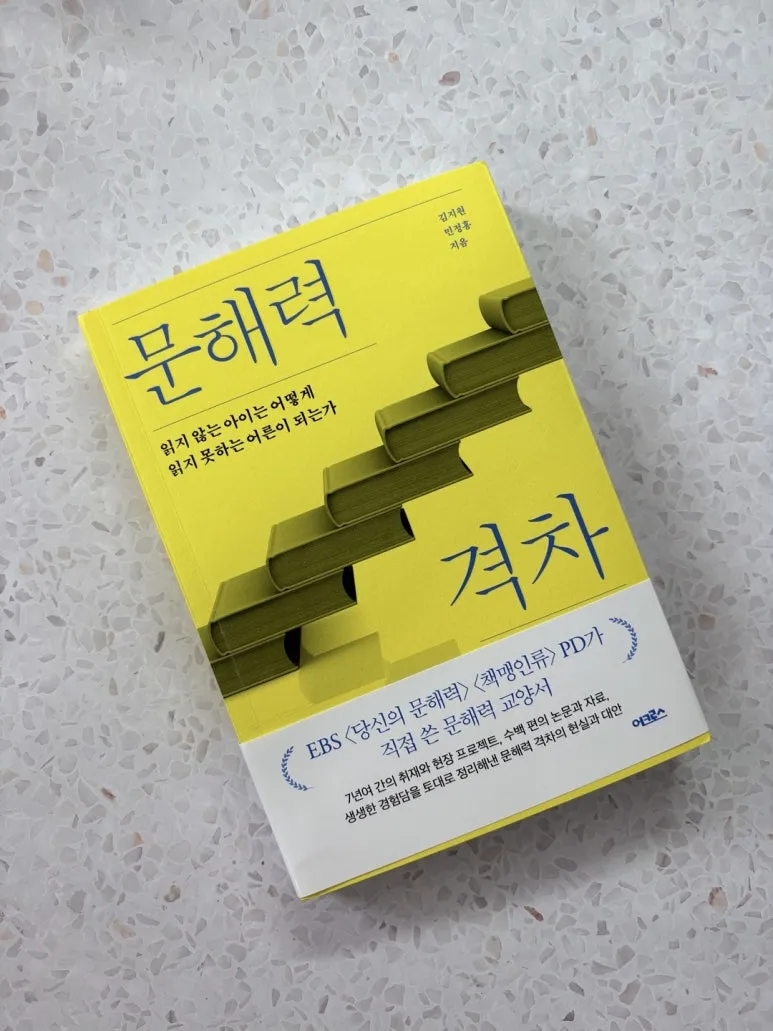 김지원
민정홍
지음
문해력
읽지 않는 아이는 어떻게
읽지 못하는 어른이 되는가
격차
EBS 〈당신의 문해력〉 〈책맹인류〉 PD가
직접 쓴 문해력 교양서
7년여 간의 취재와 현장 프로젝트, 수백 편의 논문과 자료,
생생한 경험담을 토대로 정리해낸 문해력 격차의 현실과 대안
어크로스